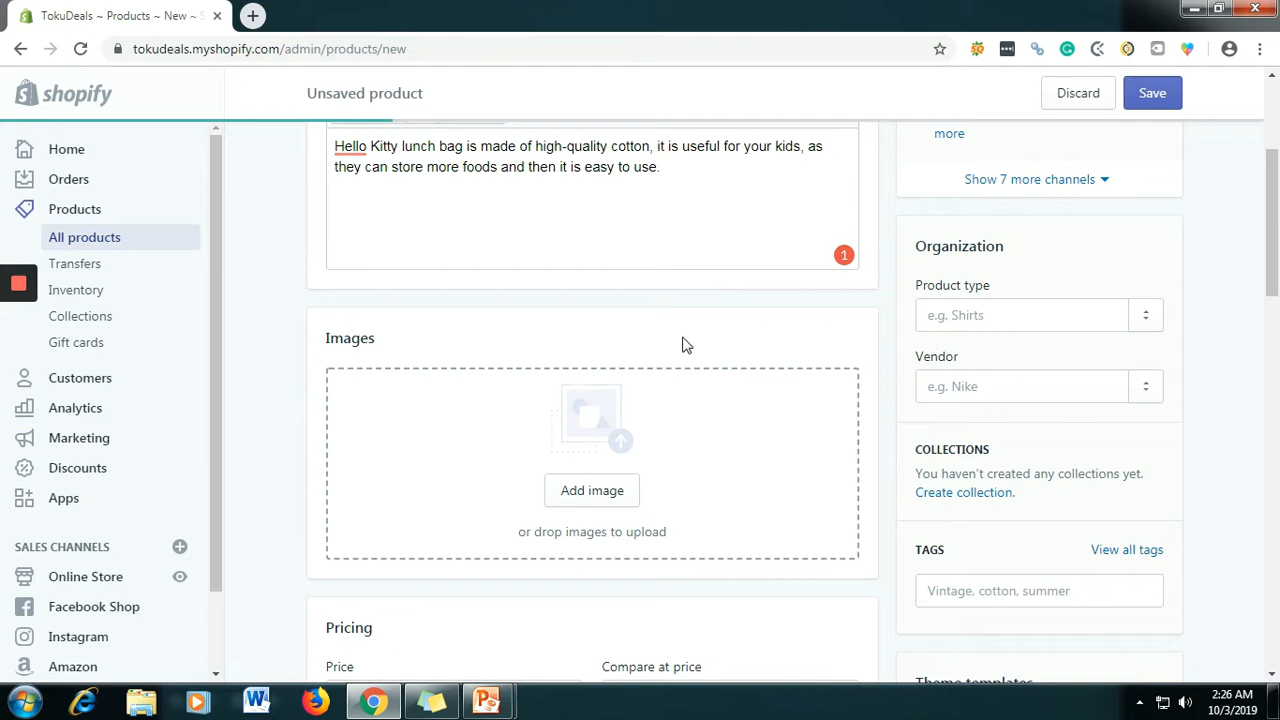 TokuDeals ~ Products ~ New ~
tokudeals.myshopify.com/admin/products/new
shopify
Unsaved product
Discard
Save
Home
Orders
Products
All products
Transfers
Inventory
Collections
Gift cards
Customers
Analytics
Marketing
Discounts
Apps
SALES CHANNELS
Online Store
Facebook Shop
Instagram
Amazon
Hello Kitty lunch bag is made of high-quality cotton, it is useful for your kids, as
they can store more foods and then it is easy to use.
1
Images
Add image
or drop images to upload
Pricing
Price
Compare at price
more
Show 7 more channels
Organization
Product type
e.g. Shirts
Vendor
e.g. Nike
COLLECTIONS
You haven't created any collections yet.
Create collection.
TAGS
View all tags
Vintage, cotton, summer
Theme templates
2:26 AM
10/3/2019